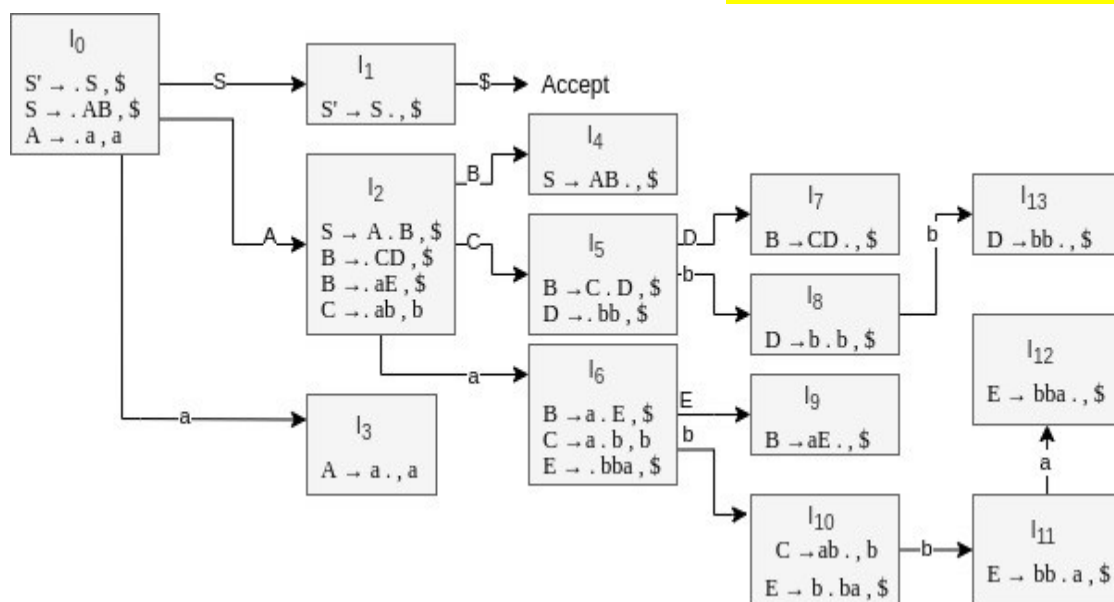 I0
S' → . S , $
S → . AB , $
A → . a , a
S
I1
S' → S . , $
$
Accept
A
I2
S → A . B , $
B → . CD , $
B → . aE , $
C → . ab , b
a
I3
A → a . , a
B
I4
S → AB . , $
C
I5
B → C . D , $
D → . bb , $
a
I6
B → a . E , $
C → a . b , b
E → . bba , $
D
I7
B → CD . , $
b
I8
D → b . b , $
E
I9
B → aE . , $
b
I10
C → ab . , b
E → b . ba , $
b
I13
D → bb . , $
I12
E → bba . , $
a
b
I11
E → bb . a , $